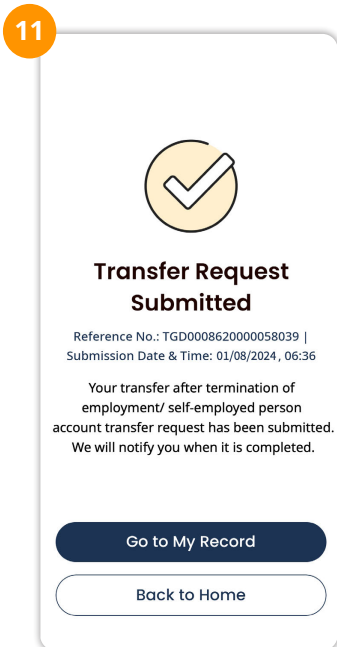 11
Transfer Request
Submitted
Reference No.: TGD0008620000058039 |
Submission Date & Time: 01/08/2024, 06:36
Your transfer after termination of
employment/ self-employed person
account transfer request has been submitted.
We will notify you when it is completed.
Go to My Record
Back to Home